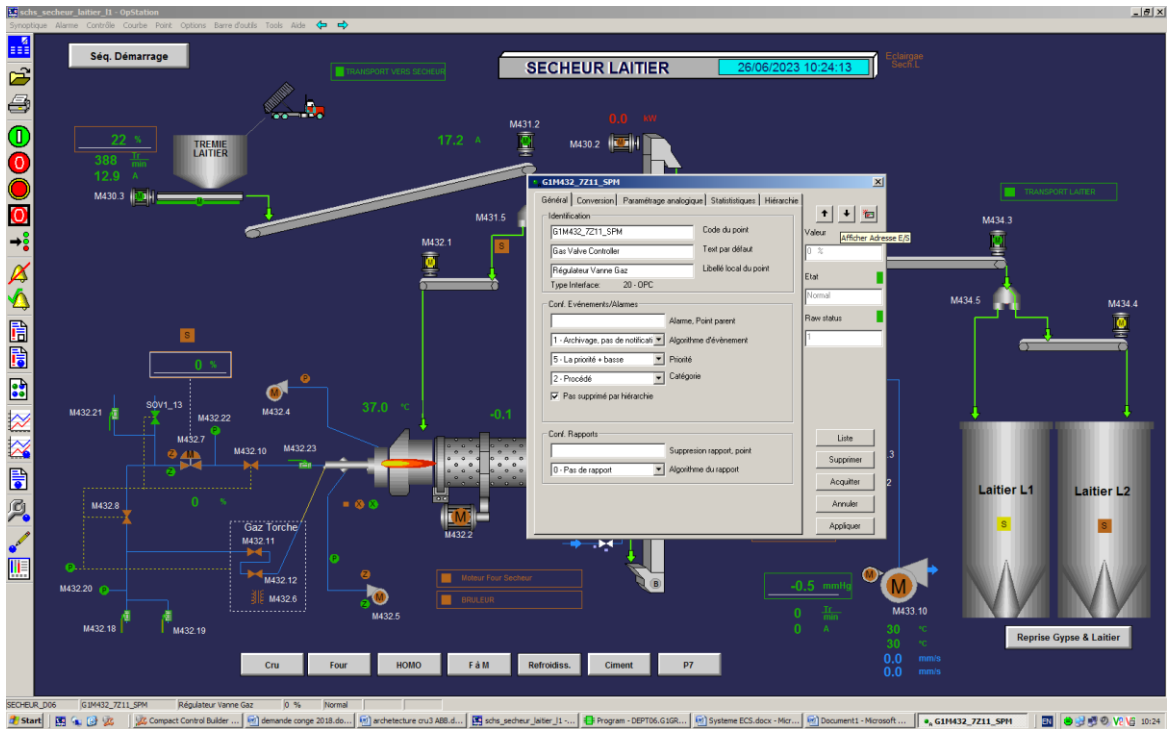 schs_secheur_laitier_l1 - OpStation
Synoptique Alarme Contrôle Courbe Point Options Barre d'outils Tools Aide
Séq. Démarrage
TRANSPORT VERS SECHEUR
SECHEUR LAITIER
26/06/2023 10:24:13
Eclairgae
Sech L
22 %
388 Tr/min
12.9 A
M430.3
TREMIE
LAITIER
17.2 A
M431.2
0.0 kW
M430.2
M431.5
S
M432.1
G1M432_7Z11_SPM
Général Conversion Paramétrage analogique Statististiques Hiérarchie
Identification
G1M432_7Z11_SPM Code du point
Gas Valve Controller Text par défaut
Régulateur Vanne Gaz Libellé local du point
Type Interface: 20 - OPC
Conf. Evénements/Alarmes
Alarme, Point parent
1 - Archivage, pas de notificati Algorithme d'évènement
5 - La priorité + basse Priorité
2 - Procédé Catégorie
Pas supprimé par hiérarchie
Conf. Rapports
Suppresion rapport, point
0 - Pas de rapport Algorithme du rapport
Valeur
Afficher Adresse E/S
0 %
Etat
Normal
Raw status
1
Liste
Supprimer
Acquitter
Annuler
Appliquer
TRANSPORT LAITIER
M434.3
M434.5
M434.4
S
0 %
M432.21
SOV1_13
M432.22
P
M432.7
M
Z
Z
M432.10
M432.23
M432.4
M
P
37.0 °C
-0.1
M432.8
0 %
Gaz Torche
M432.11
M432.12
M432.6
X K
M
M432.2
P
P
M432.20
P
M432.18
M432.19
P
Z
Z
M
M432.5
Moteur Four Secheur
BRULEUR
B
.3
2
-0.5 mmHg
M
M
M433.10
0 Tr/min
0 A
30 °C
30 °C
0.0 mm/s
0.0 mm/s
Laitier L1
S
Laitier L2
S
Reprise Gypse & Laitier
Cru
Four
HOMO
F à M
Refroidiss.
Ciment
P7
SECHEUR_D06 G1M432_7Z11_SPM Régulateur Vanne Gaz 0 % Normal
Start Compact Control Builder ... demande conge 2018.do... archetecture cru3 ABB.d... schs_secheur_laitier_l1 -... Program - DEPT06.G1GR... Systeme ECS.docx - Micr... Document1 - Microsoft ... G1M432_7Z11_SPM EN 10:24